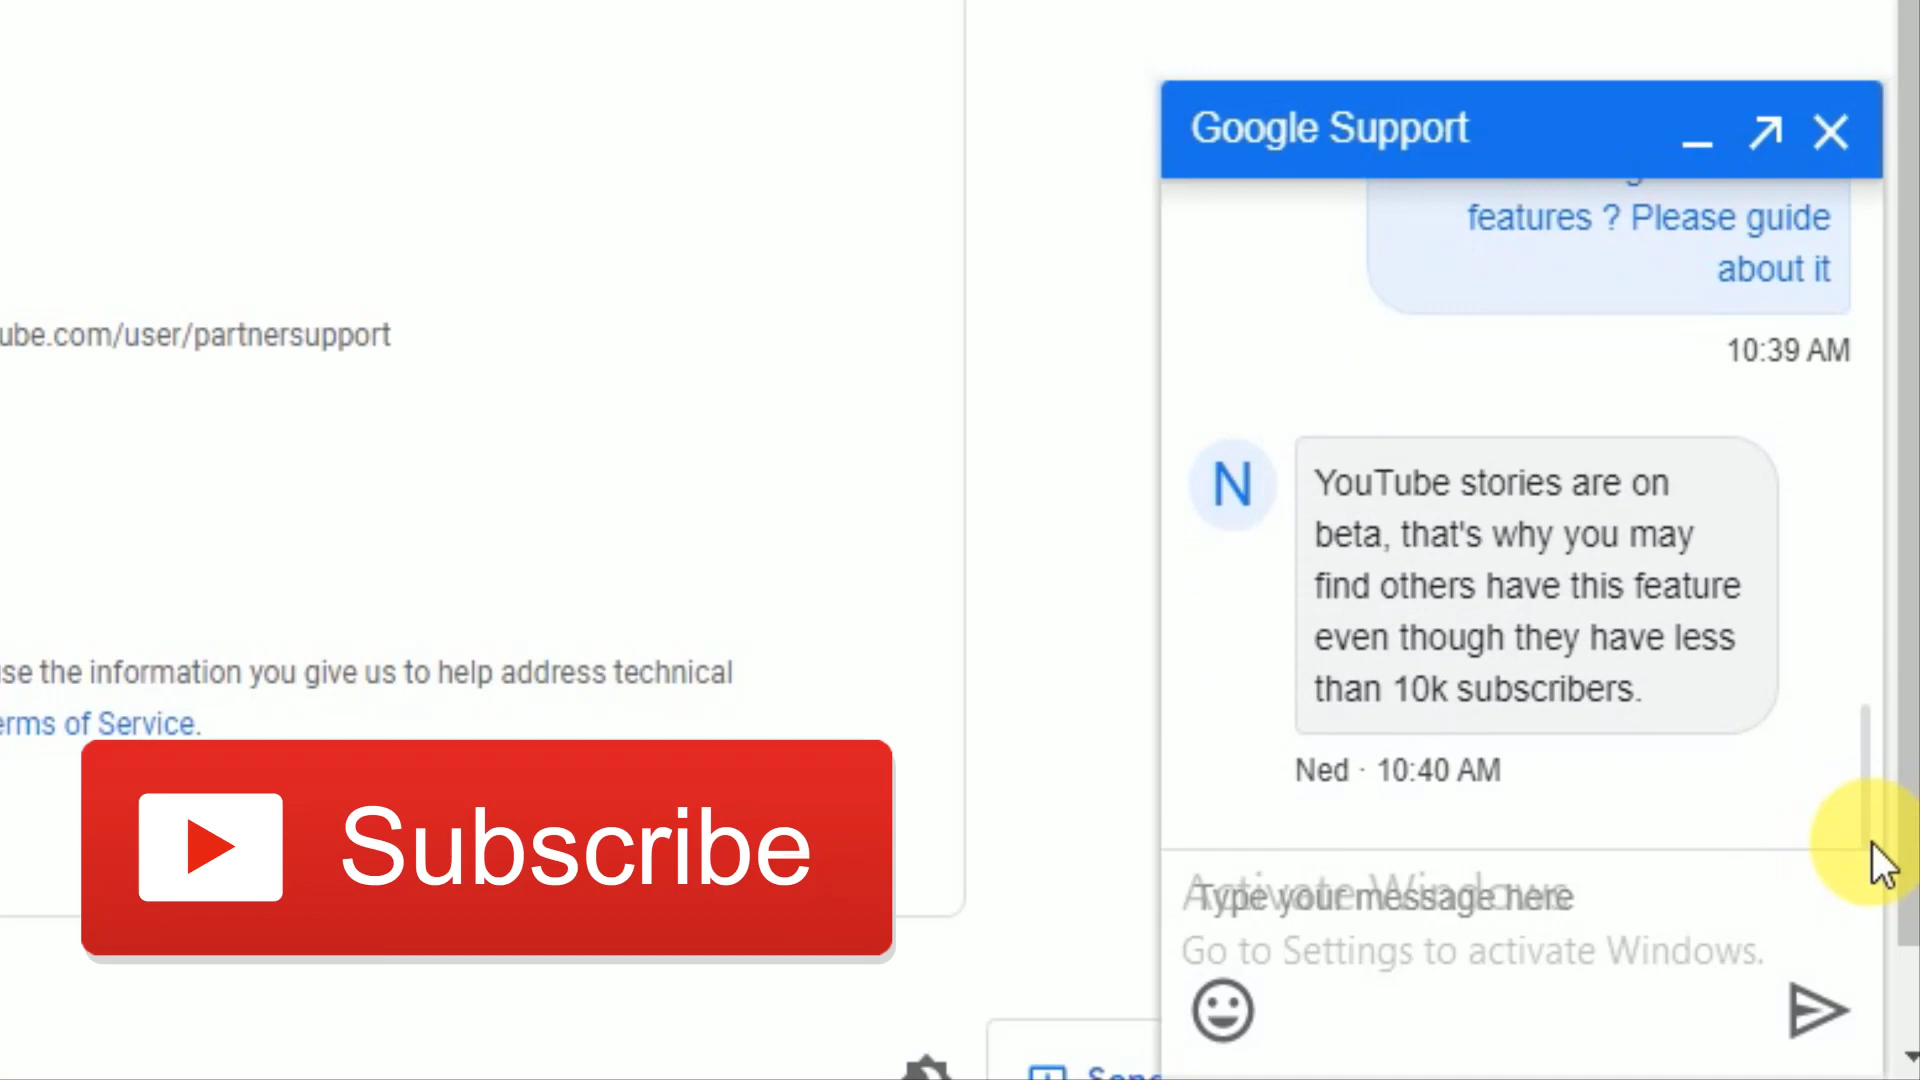 Google Support
features ? Please guide
about it
10:39 AM
ube.com/user/partnersupport
N
YouTube stories are on
beta, that's why you may
find others have this feature
even though they have less
than 10k subscribers.
Ned · 10:40 AM
se the information you give us to help address technical
erms of Service.
Subscribe
Type your message here
Activate Windows
Go to Settings to activate Windows.